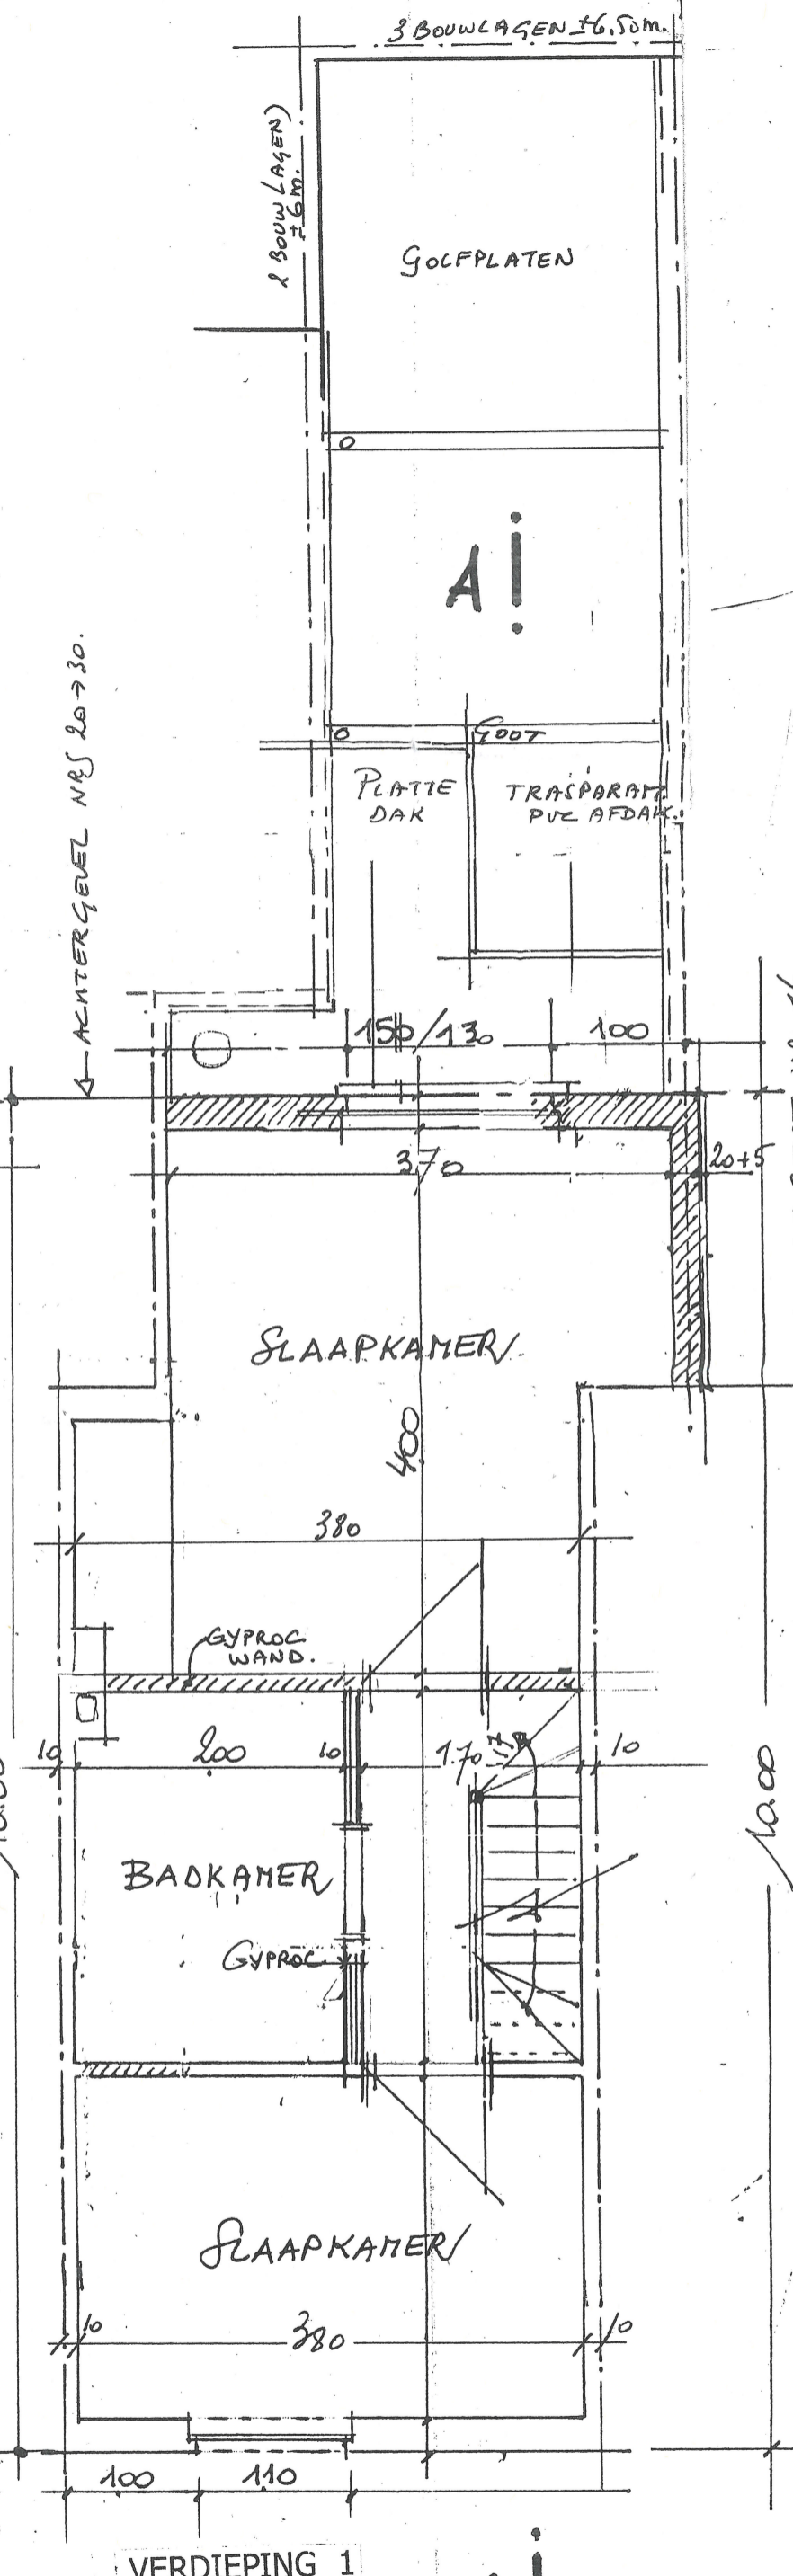 3 BOUWLAGEN ±6,50m.
2 BOUWLAGEN)
±6m.
GOLFPLATEN
A
ACHTERGEVEL NRS 20→30.
GOOT
PLATTE
DAK
TRASPARANT
PVC AFDAK.
150/130
100
370
20+5
SLAAPKAMER
400
380
GYPROC
WAND.
10
200
10
1.70
17
10
10.00
BADKAMER
GYPROC
SLAAPKAMER
10
380
10
100
110
VERDIEPING 1